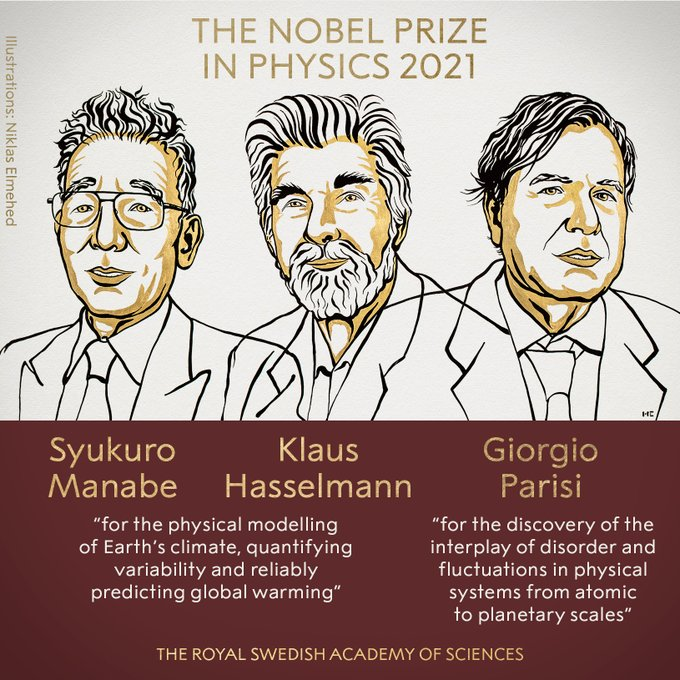 THE NOBEL PRIZE
IN PHYSICS 2021
Illustrations: Niklas Elmehed
Syukuro
Manabe
Klaus
Hasselmann
Giorgio
Parisi
“for the physical modelling
of Earth’s climate, quantifying
variability and reliably
predicting global warming”
“for the discovery of the
interplay of disorder and
fluctuations in physical
systems from atomic
to planetary scales”
THE ROYAL SWEDISH ACADEMY OF SCIENCES